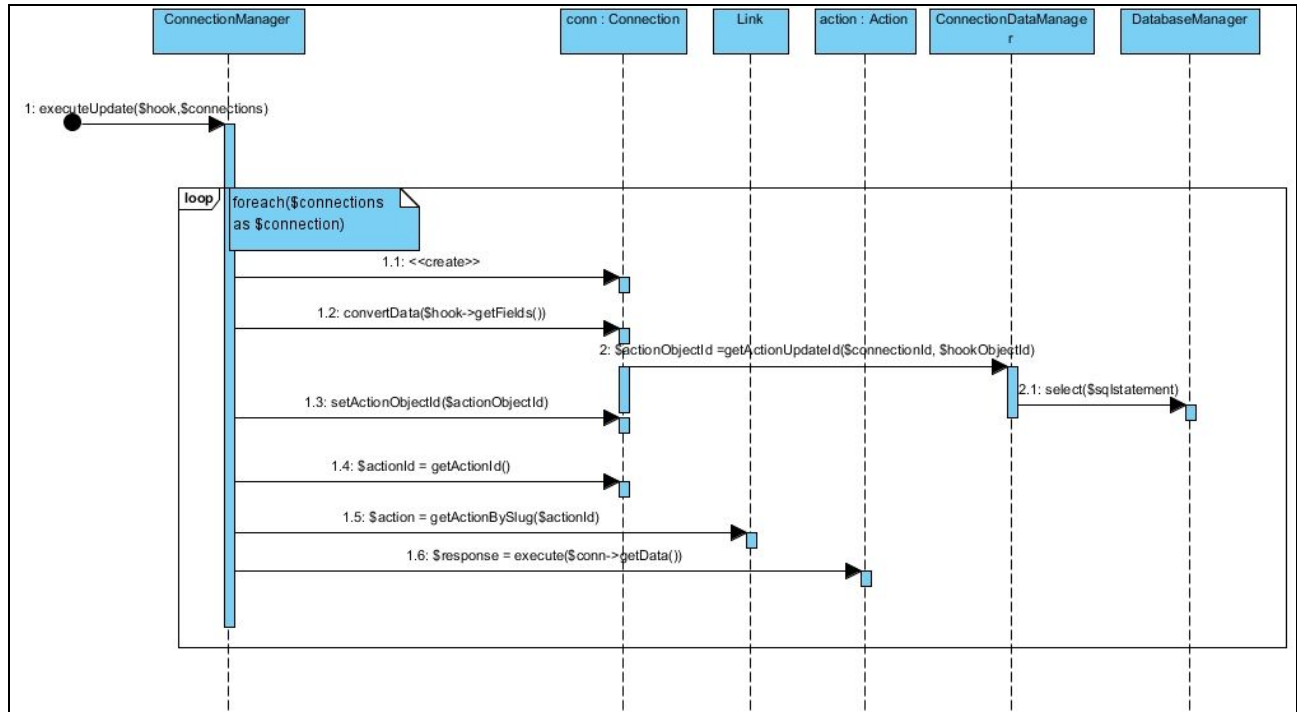 ConnectionManager
conn : Connection
Link
action : Action
ConnectionDataManage
r
DatabaseManager
1: executeUpdate($hook,$connections)
loop
foreach($connections
as $connection)
1.1: <<create>>
1.2: convertData($hook->getFields())
2: $actionObjectId =getActionUpdateId($connectionId, $hookObjectId)
2.1: select($sqlstatement)
1.3: setActionObjectId($actionObjectId)
1.4: $actionId = getActionId()
1.5: $action = getActionBySlug($actionId)
1.6: $response = execute($conn->getData())